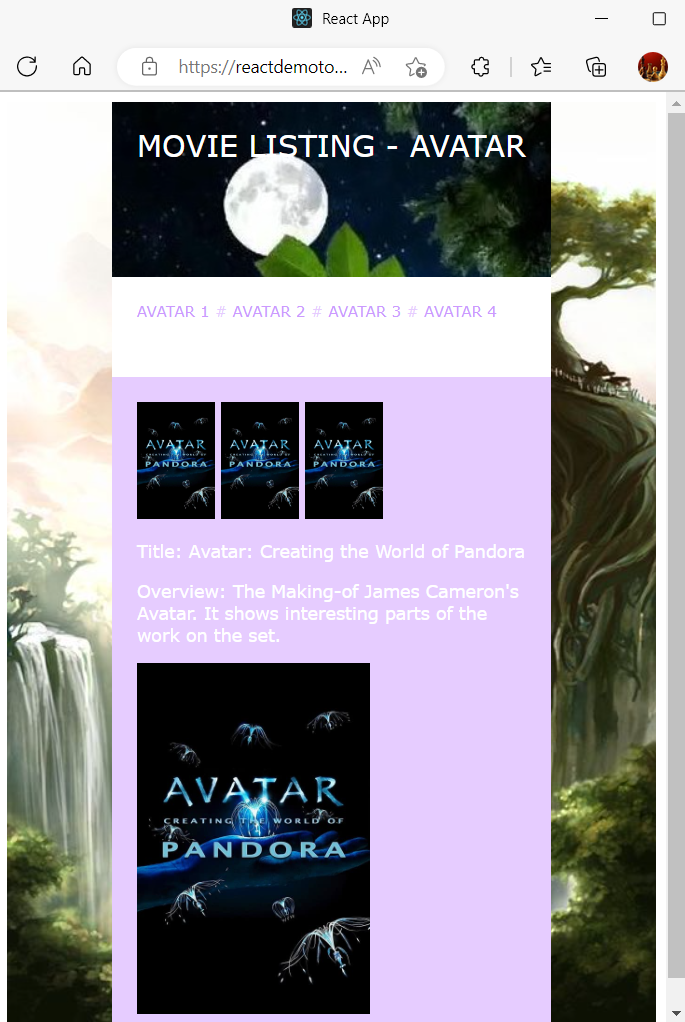 React App
https://reactdemoto...
MOVIE LISTING - AVATAR
AVATAR 1 # AVATAR 2 # AVATAR 3 # AVATAR 4
AVATAR AVATAR AVATAR
CREATING THE WORLD OF CREATING THE WORLD OF CREATING THE WORLD OF
PANDORA PANDORA PANDORA
Title: Avatar: Creating the World of Pandora
Overview: The Making-of James Cameron's
Avatar. It shows interesting parts of the
work on the set.
AVATAR
CREATING THE WORLD OF
PANDORA